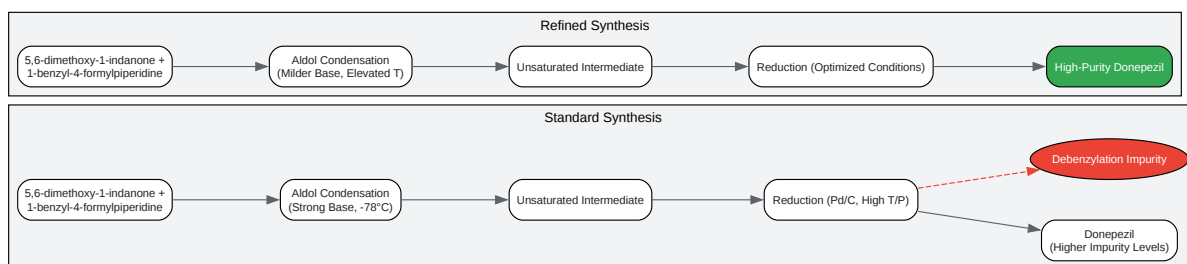 Refined Synthesis
5,6-dimethoxy-1-indanone +
1-benzyl-4-formylpiperidine
Aldol Condensation
(Milder Base, Elevated T)
Unsaturated Intermediate
Reduction (Optimized Conditions)
High-Purity Donepezil
Standard Synthesis
5,6-dimethoxy-1-indanone +
1-benzyl-4-formylpiperidine
Aldol Condensation
(Strong Base, -78°C)
Unsaturated Intermediate
Reduction (Pd/C, High T/P)
Debenzylation Impurity
Donepezil
(Higher Impurity Levels)